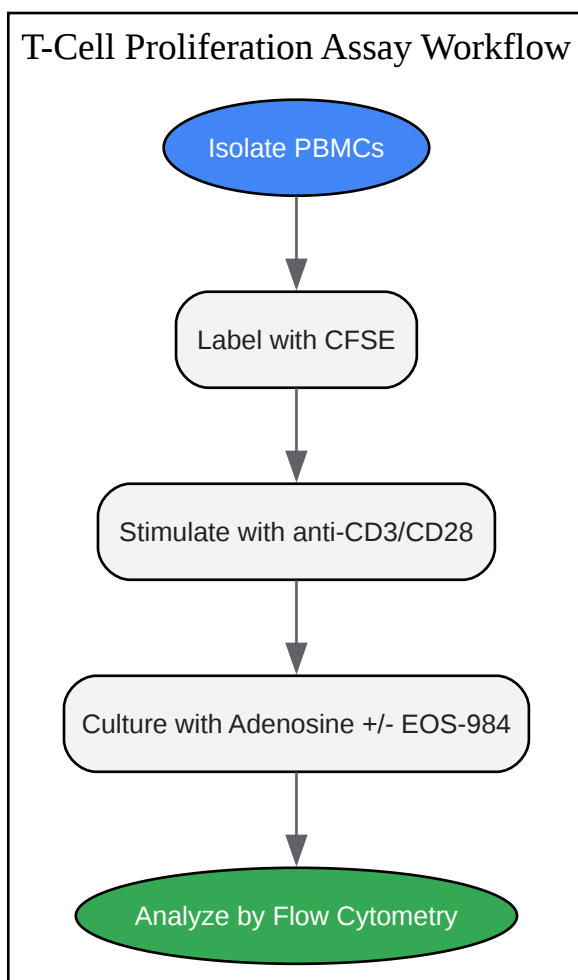 T-Cell Proliferation Assay Workflow
Isolate PBMCs
Label with CFSE
Stimulate with anti-CD3/CD28
Culture with Adenosine +/- EOS-984
Analyze by Flow Cytometry